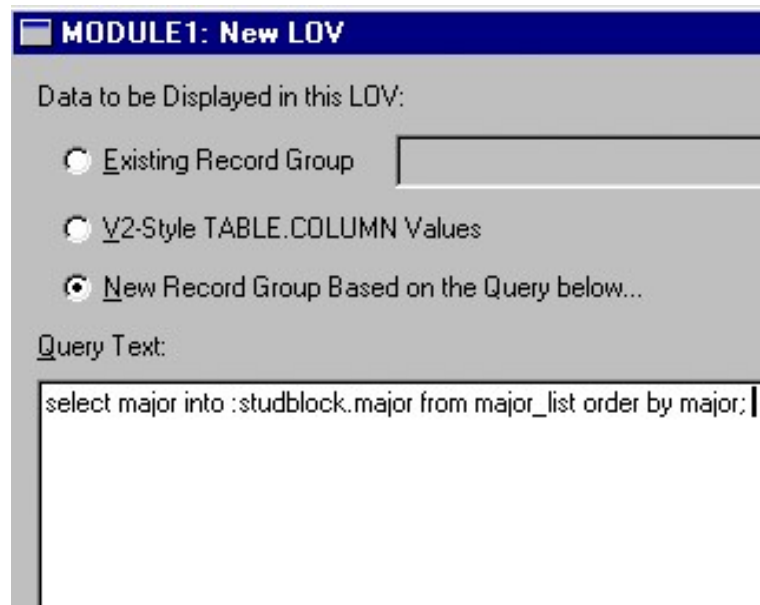 MODULE1: New LOV
Data to be Displayed in this LOV:
Existing Record Group
V2-Style TABLE.COLUMN Values
New Record Group Based on the Query below...
Query Text:
select major into :studblock.major from major_list order by major;